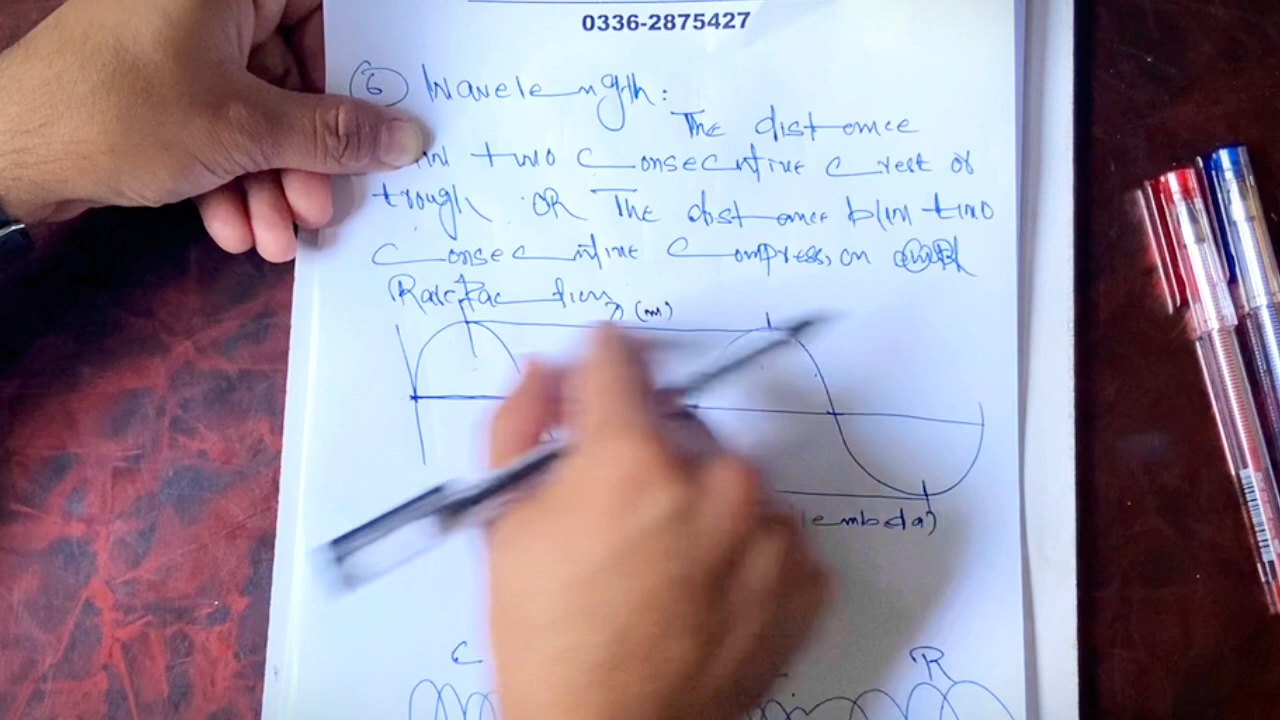 0336-2875427
6 Wavelength:
The distance
two consecutive crest or
trough OR The distance b/w two
consecutive compression
Rarefaction
λ (m)
lembda)
C
R